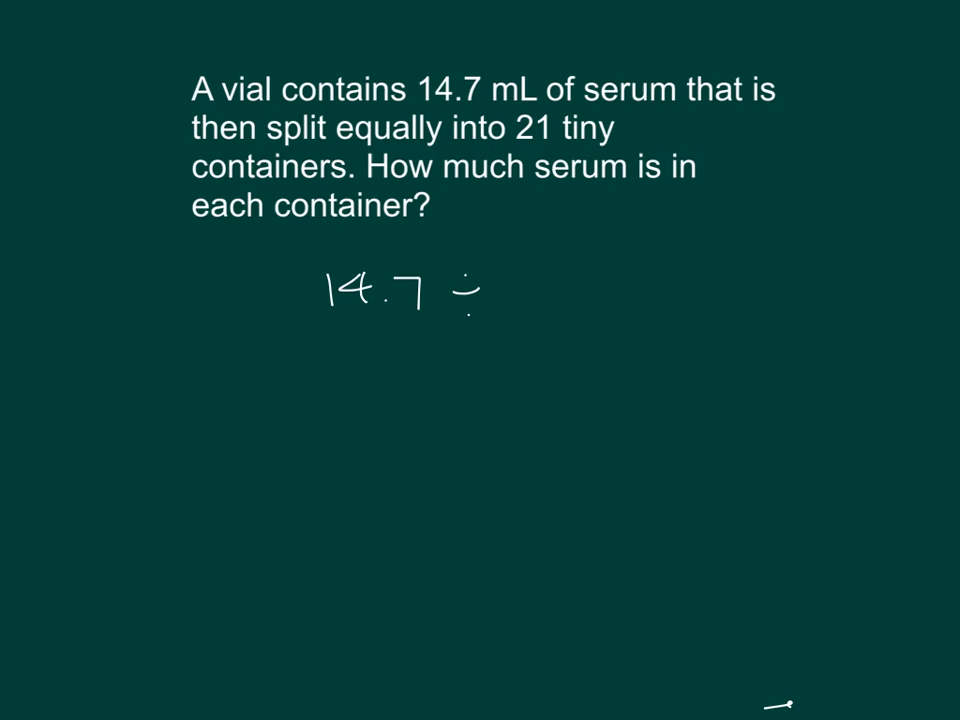 A vial contains 14.7 mL of serum that is
then split equally into 21 tiny
containers. How much serum is in
each container?
14.7 ÷